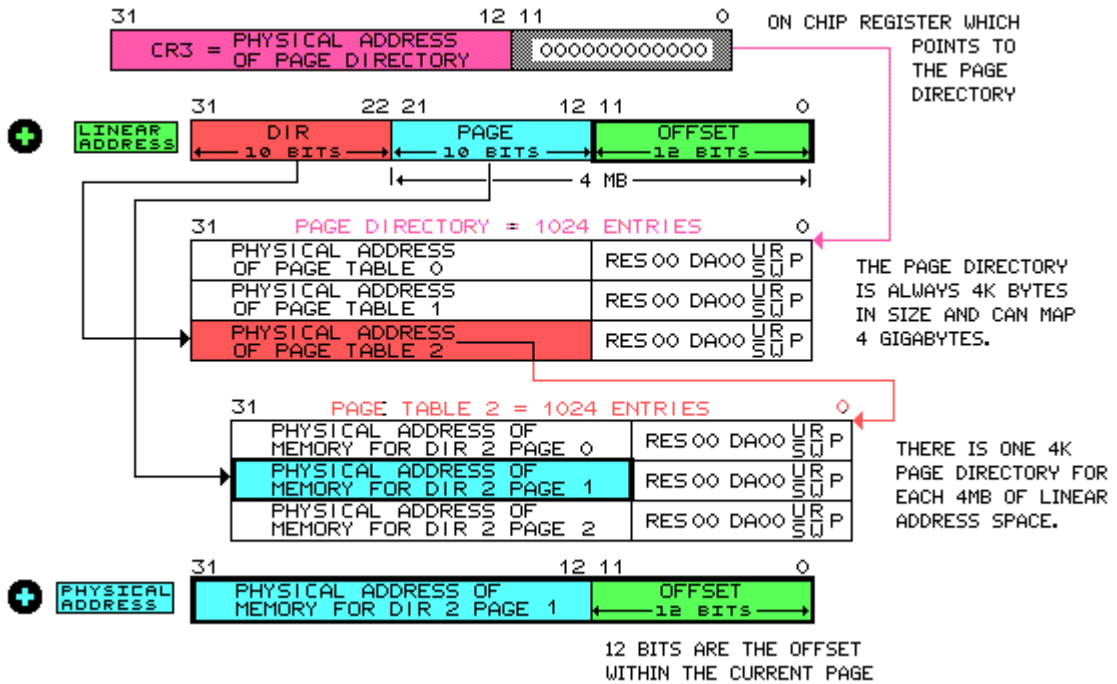 31 12 11 0
CR3 = PHYSICAL ADDRESS OF PAGE DIRECTORY
000000000000
ON CHIP REGISTER WHICH
POINTS TO
THE PAGE
DIRECTORY
31 22 21 12 11 0
LINEAR
ADDRESS
DIR PAGE OFFSET
10 BITS 10 BITS 12 BITS
4 MB
31 PAGE DIRECTORY = 1024 ENTRIES 0
PHYSICAL ADDRESS
OF PAGE TABLE 0
RES 00 DA00 U/S R/W P
PHYSICAL ADDRESS
OF PAGE TABLE 1
RES 00 DA00 U/S R/W P
PHYSICAL ADDRESS
OF PAGE TABLE 2
RES 00 DA00 U/S R/W P
THE PAGE DIRECTORY
IS ALWAYS 4K BYTES
IN SIZE AND CAN MAP
4 GIGABYTES.
31 PAGE TABLE 2 = 1024 ENTRIES 0
PHYSICAL ADDRESS OF
MEMORY FOR DIR 2 PAGE 0
RES 00 DA00 U/S R/W P
PHYSICAL ADDRESS OF
MEMORY FOR DIR 2 PAGE 1
RES 00 DA00 U/S R/W P
PHYSICAL ADDRESS OF
MEMORY FOR DIR 2 PAGE 2
RES 00 DA00 U/S R/W P
THERE IS ONE 4K
PAGE DIRECTORY FOR
EACH 4MB OF LINEAR
ADDRESS SPACE.
31 12 11 0
PHYSICAL
ADDRESS
PHYSICAL ADDRESS OF
MEMORY FOR DIR 2 PAGE 1
OFFSET
12 BITS
12 BITS ARE THE OFFSET
WITHIN THE CURRENT PAGE